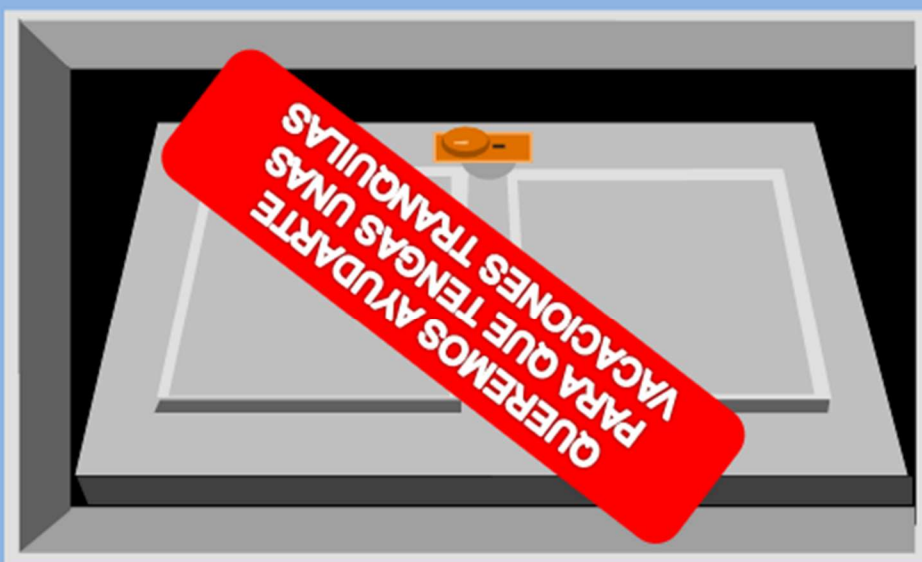 QUEREMOS AYUDARTE
PARA QUE TENGAS UNAS
VACACIONES TRANQUILAS